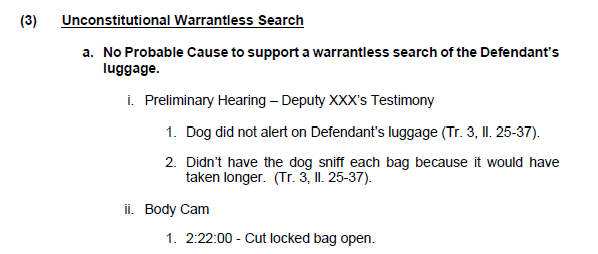 (3) Unconstitutional Warrantless Search
a. No Probable Cause to support a warrantless search of the Defendant's
luggage.
i. Preliminary Hearing – Deputy XXX's Testimony
1. Dog did not alert on Defendant's luggage (Tr. 3, ll. 25-37).
2. Didn't have the dog sniff each bag because it would have
taken longer. (Tr. 3, ll. 25-37).
ii. Body Cam
1. 2:22:00 - Cut locked bag open.